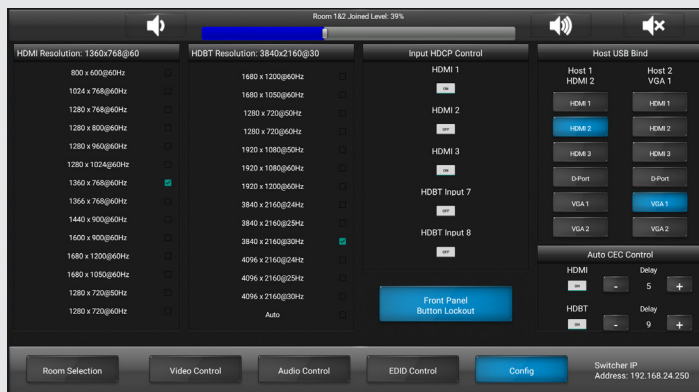 Room 1&2 Joined Level: 39%
HDMI Resolution: 1360x768@60
800 x 600@60Hz
1024 x 768@60Hz
1280 x 768@60Hz
1280 x 800@60Hz
1280 x 960@60Hz
1280 x 1024@60Hz
1360 x 768@60Hz
1366 x 768@60Hz
1440 x 900@60Hz
1600 x 900@60Hz
1680 x 1200@60Hz
1680 x 1050@60Hz
1280 x 720@50Hz
1280 x 720@60Hz
HDBT Resolution: 3840x2160@30
1680 x 1200@60Hz
1680 x 1050@60Hz
1280 x 720@50Hz
1280 x 720@60Hz
1920 x 1080@50Hz
1920 x 1080@60Hz
1920 x 1200@60Hz
3840 x 2160@24Hz
3840 x 2160@25Hz
3840 x 2160@30Hz
4096 x 2160@24Hz
4096 x 2160@25Hz
4096 x 2160@30Hz
Auto
Input HDCP Control
HDMI 1
ON
HDMI 2
OFF
HDMI 3
ON
HDBT Input 7
OFF
HDBT Input 8
OFF
Front Panel
Button Lockout
Host USB Bind
Host 1 Host 2
HDMI 2 VGA 1
HDMI 1 HDMI 1
HDMI 2 HDMI 2
HDMI 3 HDMI 3
D-Port D-Port
VGA 1 VGA 1
VGA 2 VGA 2
Auto CEC Control
HDMI Delay
ON - 5 +
HDBT Delay
ON - 9 +
Room Selection
Video Control
Audio Control
EDID Control
Config
Switcher IP
Address: 192.168.24.250